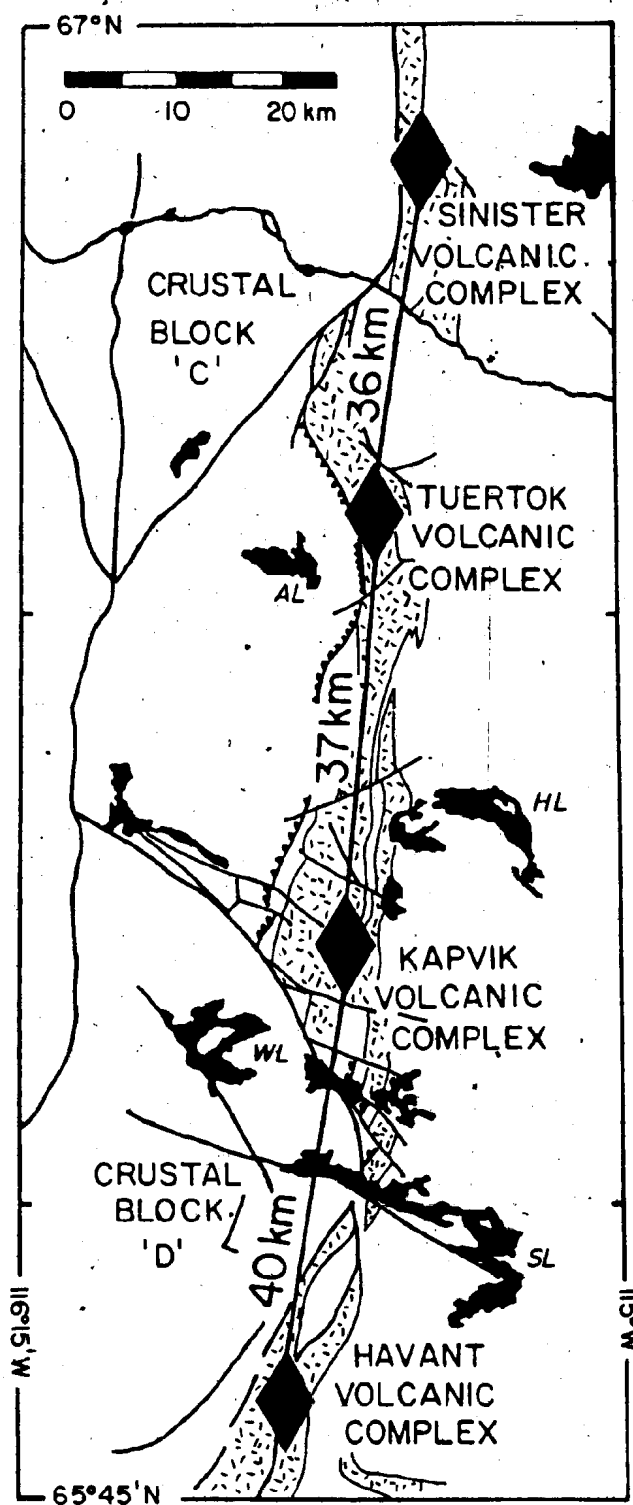 67°N
0 10 20 km
SINISTER
VOLCANIC
COMPLEX
CRUSTAL
BLOCK
'C'
36 km
TUERTOK
VOLCANIC
COMPLEX
AL
37 km
HL
KAPVIK
VOLCANIC
COMPLEX
WL
CRUSTAL
BLOCK
'D'
40 km
SL
116°15'W
115°W
HAVANT
VOLCANIC
COMPLEX
65°45'N